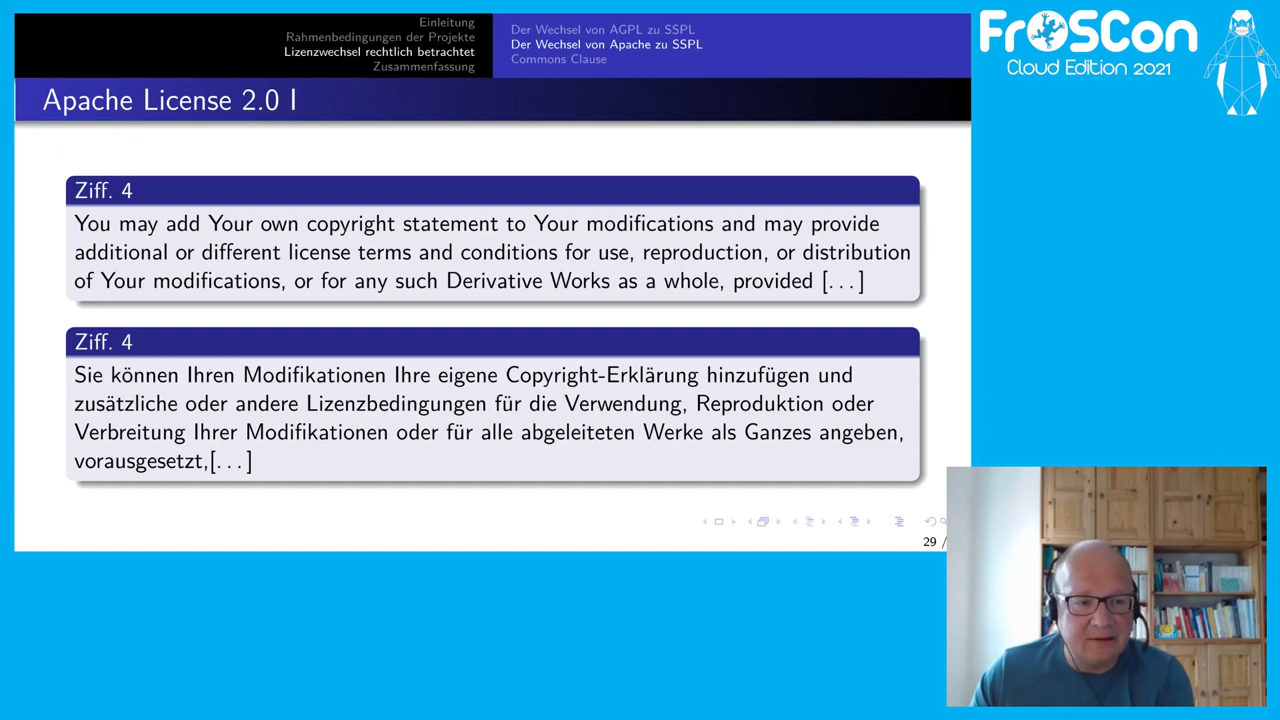 Einleitung
Rahmenbedingungen der Projekte
Lizenzwechsel rechtlich betrachtet
Zusammenfassung
Der Wechsel von AGPL zu SSPL
Der Wechsel von Apache zu SSPL
Commons Clause
FrOSCon
Cloud Edition 2021
Apache License 2.0 I
Ziff. 4
You may add Your own copyright statement to Your modifications and may provide
additional or different license terms and conditions for use, reproduction, or distribution
of Your modifications, or for any such Derivative Works as a whole, provided [...]
Ziff. 4
Sie können Ihren Modifikationen Ihre eigene Copyright-Erklärung hinzufügen und
zusätzliche oder andere Lizenzbedingungen für die Verwendung, Reproduktion oder
Verbreitung Ihrer Modifikationen oder für alle abgeleiteten Werke als Ganzes angeben,
vorausgesetzt,[...]
29 /